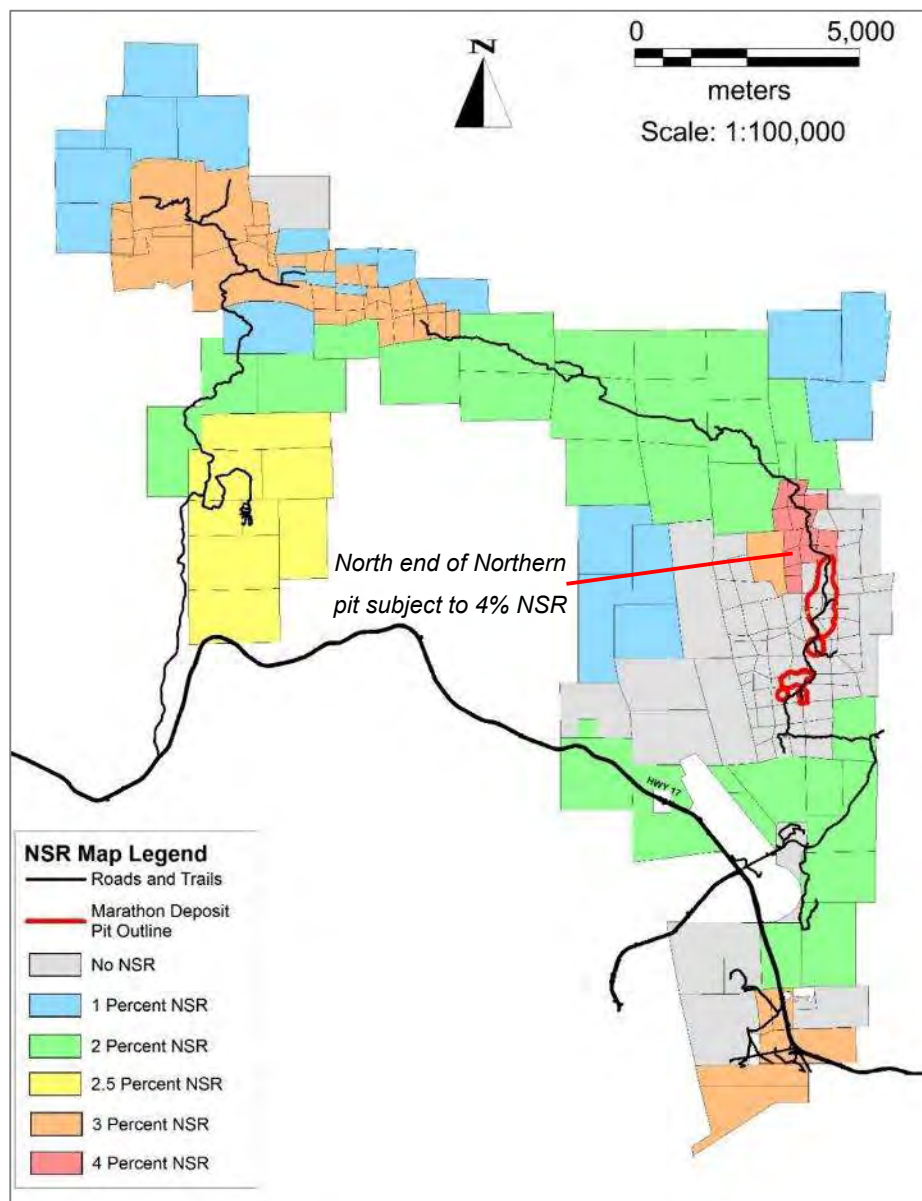 0 5,000
N
meters
Scale: 1:100,000
North end of Northern
pit subject to 4% NSR
HWY 17
NSR Map Legend
Roads and Trails
Marathon Deposit
Pit Outline
No NSR
1 Percent NSR
2 Percent NSR
2.5 Percent NSR
3 Percent NSR
4 Percent NSR